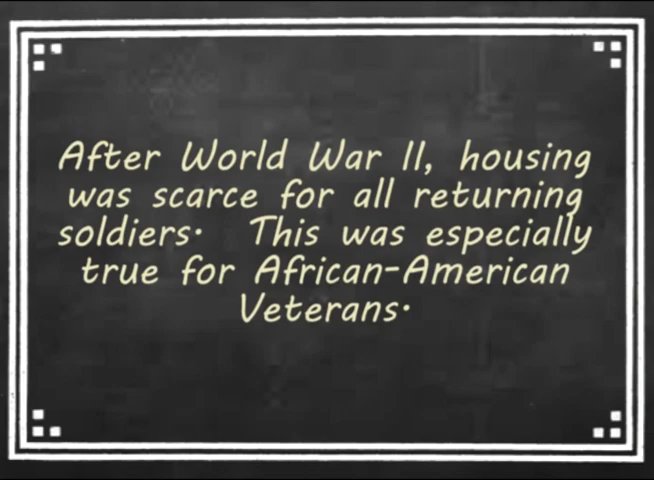 After World War II, housing
was scarce for all returning
soldiers. This was especially
true for African-American
Veterans.